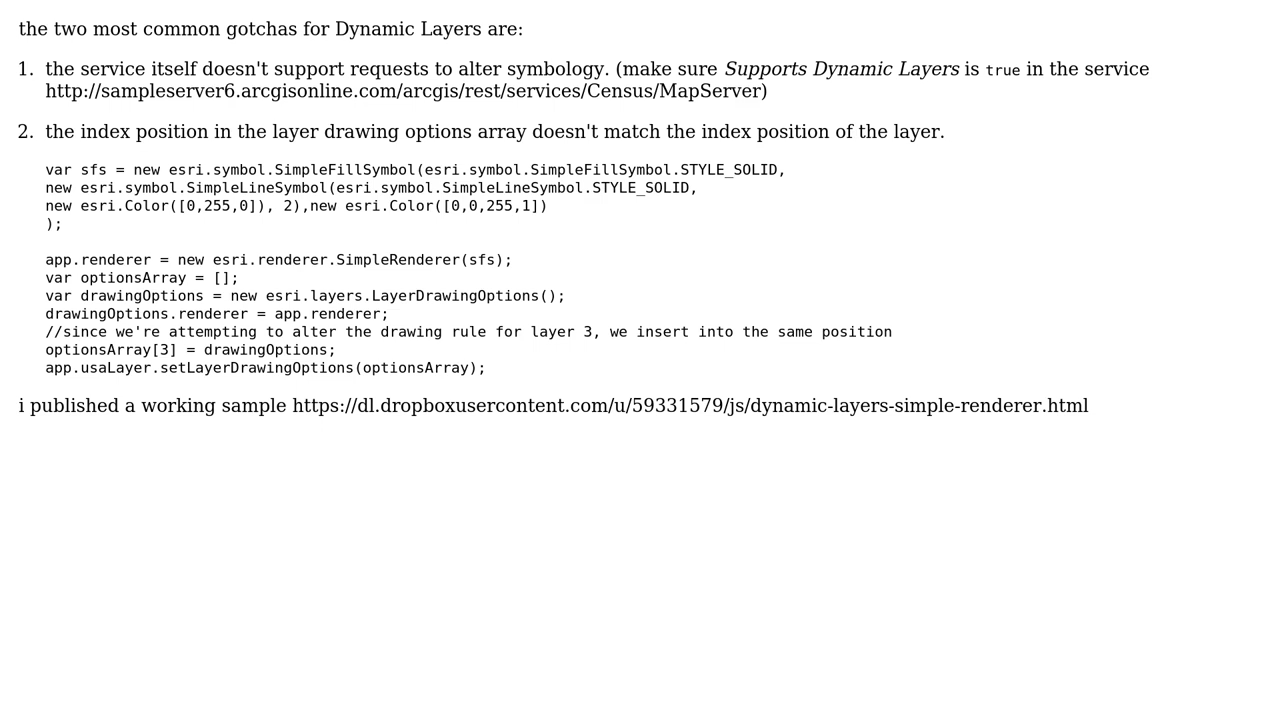 the two most common gotchas for Dynamic Layers are:
1. the service itself doesn't support requests to alter symbology. (make sure Supports Dynamic Layers is true in the service
http://sampleserver6.arcgisonline.com/arcgis/rest/services/Census/MapServer)
2. the index position in the layer drawing options array doesn't match the index position of the layer.
var sfs = new esri.symbol.SimpleFillSymbol(esri.symbol.SimpleFillSymbol.STYLE_SOLID,
new esri.symbol.SimpleLineSymbol(esri.symbol.SimpleLineSymbol.STYLE_SOLID,
new esri.Color([0,255,0]), 2),new esri.Color([0,0,255,1])
);
app.renderer = new esri.renderer.SimpleRenderer(sfs);
var optionsArray = [];
var drawingOptions = new esri.layers.LayerDrawingOptions();
drawingOptions.renderer = app.renderer;
//since we're attempting to alter the drawing rule for layer 3, we insert into the same position
optionsArray[3] = drawingOptions;
app.usaLayer.setLayerDrawingOptions(optionsArray);
i published a working sample https://dl.dropboxusercontent.com/u/59331579/js/dynamic-layers-simple-renderer.html